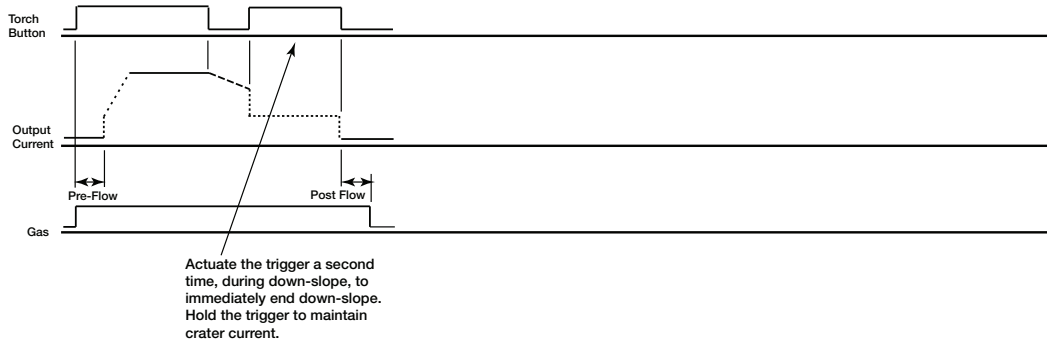 Torch
Button
Output
Current
Pre-Flow
Post Flow
Gas
Actuate the trigger a second
time, during down-slope, to
immediately end down-slope.
Hold the trigger to maintain
crater current.